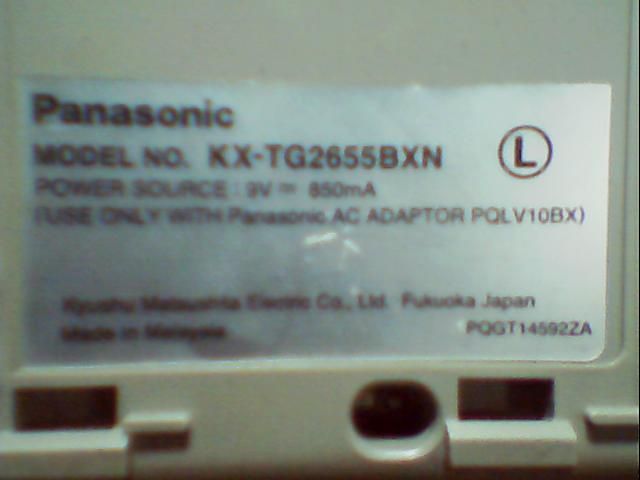 Panasonic
MODEL NO. KX-TG2655BXN L
POWER SOURCE : 9V ⎓ 850mA
(USE ONLY WITH Panasonic AC ADAPTOR PQLV10BX)
Kyushu Matsushita Electric Co., Ltd. Fukuoka Japan
Made in Malaysia PQGT14592ZA